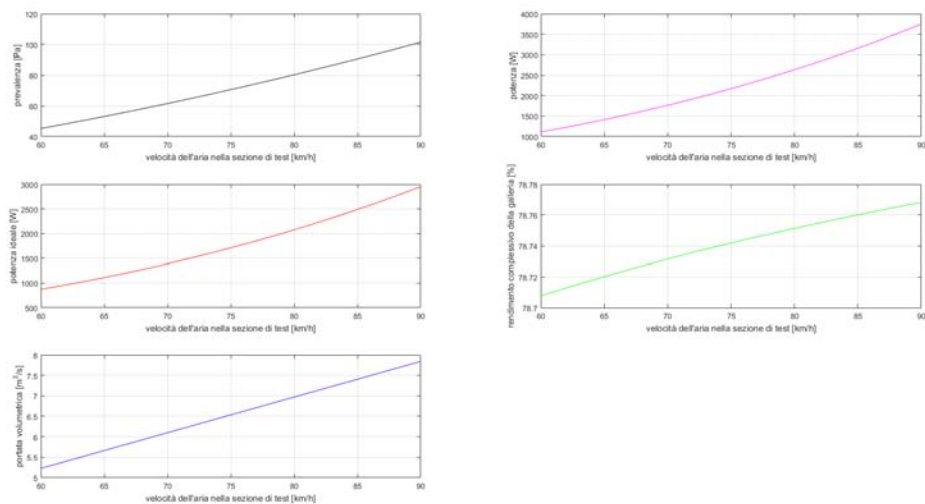 120
100
80
60
40
prevalenza [Pa]
60 65 70 75 80 85 90
velocità dell'aria nella sezione di test [km/h]
4000
3500
3000
2500
2000
1500
1000
potenza [W]
60 65 70 75 80 85 90
velocità dell'aria nella sezione di test [km/h]
3000
2500
2000
1500
1000
500
potenza ideale [W]
60 65 70 75 80 85 90
velocità dell'aria nella sezione di test [km/h]
78.78
78.76
78.74
78.72
78.7
rendimento complessivo della galleria [%]
60 65 70 75 80 85 90
velocità dell'aria nella sezione di test [km/h]
8
7.5
7
6.5
6
5.5
5
portata volumetrica [m³/s]
60 65 70 75 80 85 90
velocità dell'aria nella sezione di test [km/h]